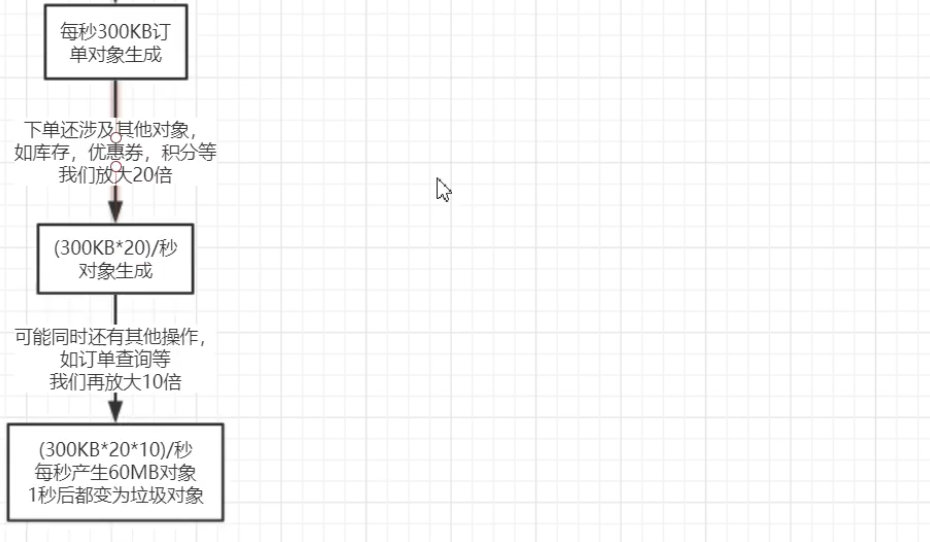 每秒300KB订
单对象生成
下单还涉及其他对象,
如库存，优惠券，积分等
我们放大20倍
(300KB*20)/秒
对象生成
可能同时还有其他操作,
如订单查询等
我们再放大10倍
(300KB*20*10)/秒
每秒产生60MB对象
1秒后都变为垃圾对象